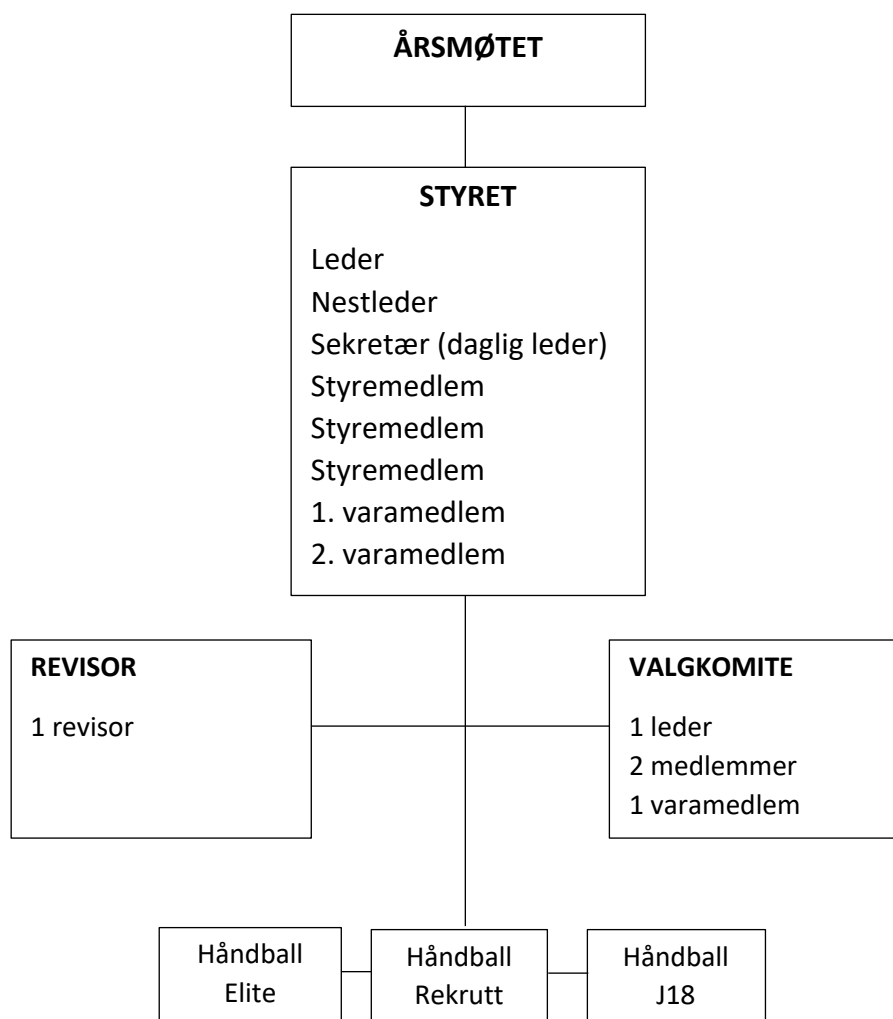 ÅRSMØTET
STYRET
Leder
Nestleder
Sekretær (daglig leder)
Styremedlem
Styremedlem
Styremedlem
1. varamedlem
2. varamedlem
REVISOR
1 revisor
VALGKOMITE
1 leder
2 medlemmer
1 varamedlem
Håndball
Elite
Håndball
Rekrutt
Håndball
J18